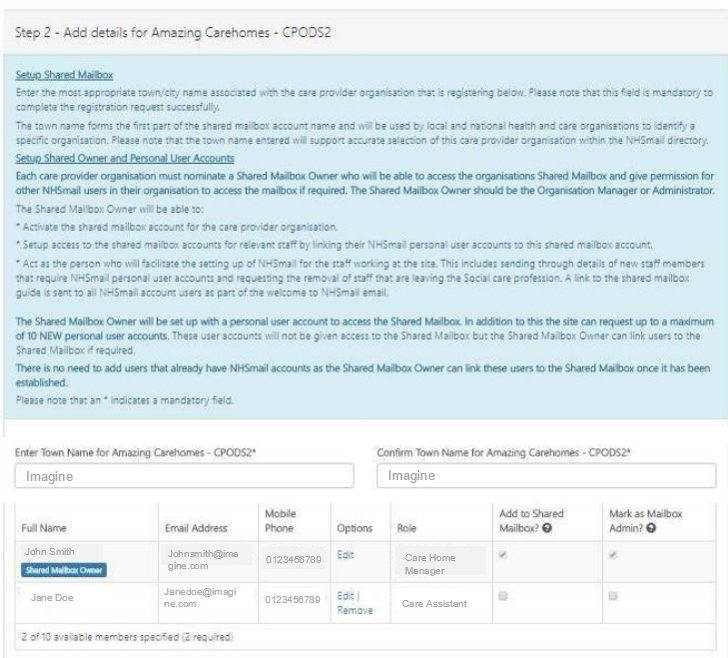 Step 2 - Add details for Amazing Carehomes - CPODS2
Setup Shared Mailbox
Enter the most appropriate town/city name associated with the care provider organisation that is registering below. Please note that this field is mandatory to
complete the registration request successfully.
The town name forms the first part of the shared mailbox account name and will be used by local and national health and care organisations to identify a
specific organisation. Please note that the town name entered will support accurate selection of this care provider organisation within the NHSmail directory.
Setup Shared Owner and Personal User Accounts
Each care provider organisation must nominate a Shared Mailbox Owner who will be able to access the organisations Shared Mailbox and give permission for
other NHSmail users in their organisation to access the mailbox if required. The Shared Mailbox Owner should be the Organisation Manager or Administrator.
The Shared Mailbox Owner will be able to:
* Activate the shared mailbox account for the care provider organisation.
* Setup access to the shared mailbox accounts for relevant staff by linking their NHSmail personal user accounts to this shared mailbox account.
* Act as the person who will facilitate the setting up of NHSmail for the staff working at the site. This includes sending through details of new staff members
that require NHSmail personal user accounts and requesting the removal of staff that are leaving the Social care profession. A link to the shared mailbox
guide is sent to all NHSmail account users as part of the welcome to NHSmail email.
The Shared Mailbox Owner will be set up with a personal user account to access the Shared Mailbox. In addition to this the site can request up to a maximum
of 10 NEW personal user accounts. These user accounts will not be given access to the Shared Mailbox but the Shared Mailbox Owner can link users to the
Shared Mailbox if required.
There is no need to add users that already have NHSmail accounts as the Shared Mailbox Owner can link these users to the Shared Mailbox once it has been
established.
Please note that an * indicates a mandatory field.
Enter Town Name for Amazing Carehomes - CPODS2* Confirm Town Name for Amazing Carehomes - CPODS2*
Imagine Imagine
Full Name Email Address Mobile Phone Options Role Add to Shared Mailbox? Mark as Mailbox Admin?
John Smith Johnsmith@ima
gine.com 0123456789 Edit Care Home
Manager
Shared Mailbox Owner
Jane Doe Janedoe@imagi
ne.com 0123456789 Edit |
Remove Care Assistant
2 of 10 available members specified (2 required)